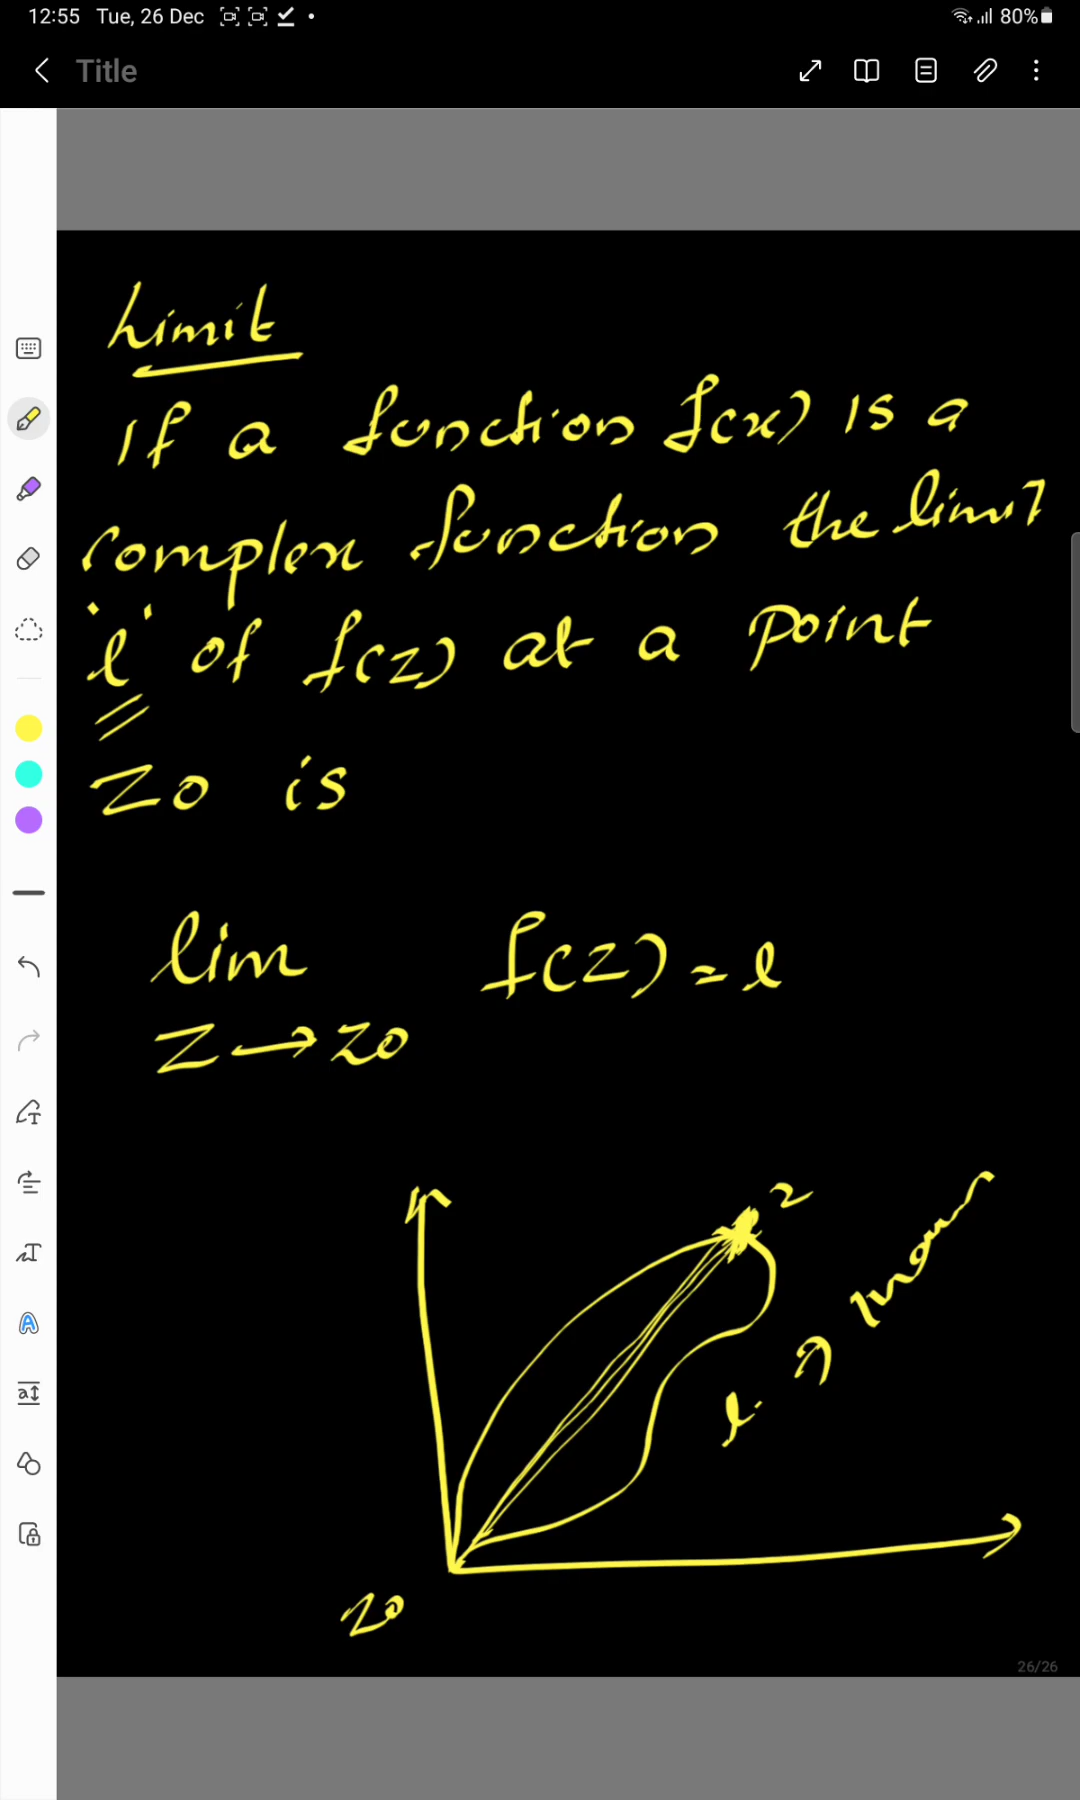 12:55 Tue, 26 Dec 80%
Title
Limit
If a function f(x) is a
complex function the limit
'l' of f(z) at a point
z0 is
lim f(z) = l
z → z0
z
l.
z0
26/26